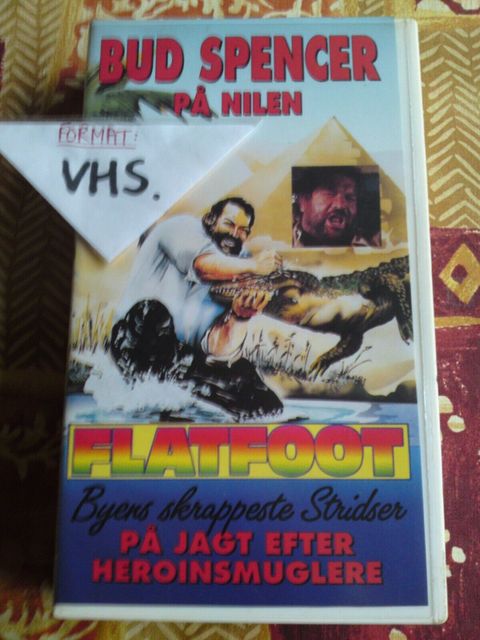 BUD SPENCER
PÅ NILEN
FORMAT:
VHS.
FLATFOOT
Byens skrappeste Stridser
PÅ JAGT EFTER
HEROINSMUGLERE